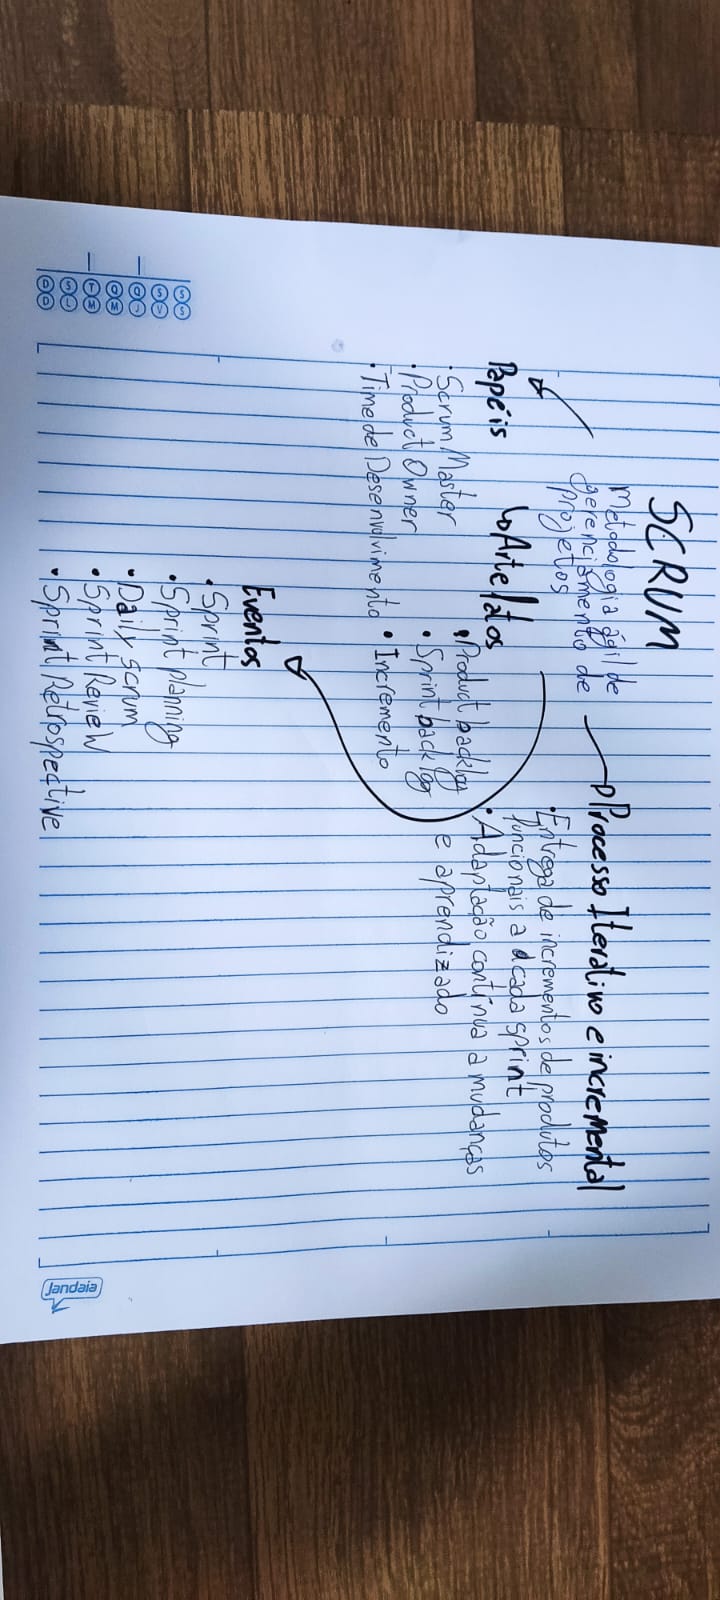 SCRUM
Metodologia ágil de
gerenciamento de
projetos
Processo Iterativo e incremental
• Entrega de incrementos de produtos
funcionais a cada sprint
• Adaptação contínua a mudanças
e aprendizado
Papéis
• Scrum Master
• Product Owner
• Time de Desenvolvimento
Artefatos
• Product backlog
• Sprint backlog
• Incremento
Eventos
• Sprint
• Sprint planning
• Daily Scrum
• Sprint Review
• Sprint Retrospective
D S T Q Q S S
D L M M J V S
Jandaia